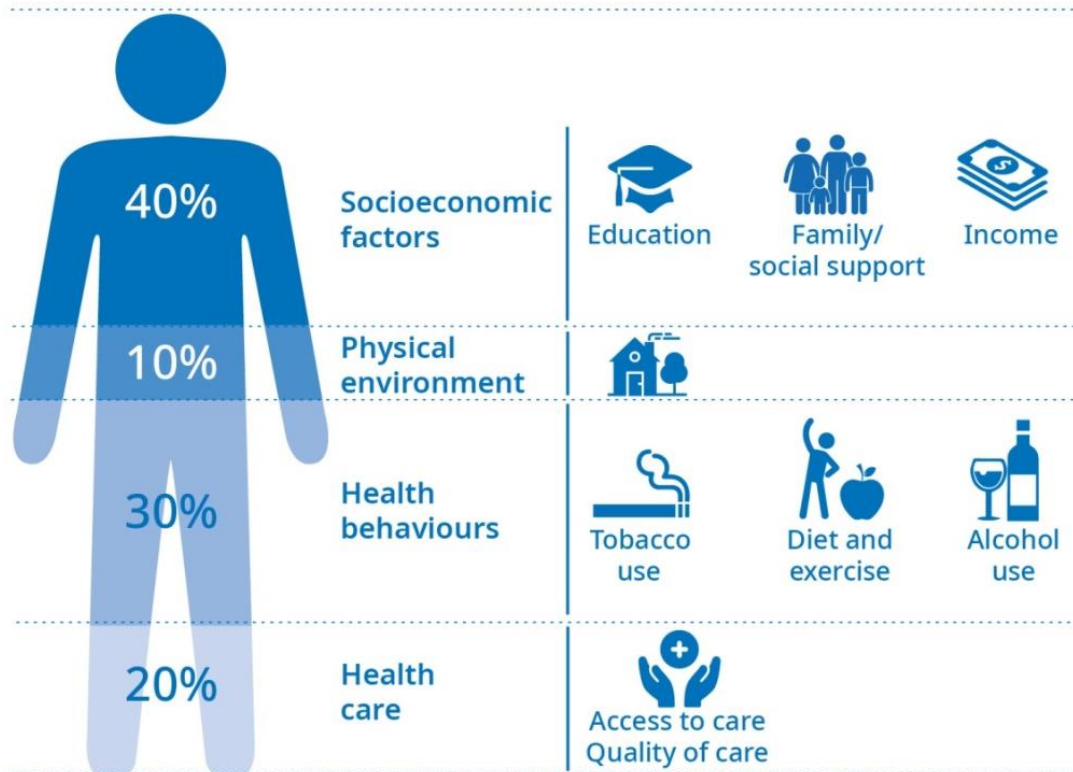 40%
Socioeconomic
factors
Education
Family/
social support
Income
10%
Physical
environment
30%
Health
behaviours
Tobacco
use
Diet and
exercise
Alcohol
use
20%
Health
care
Access to care
Quality of care